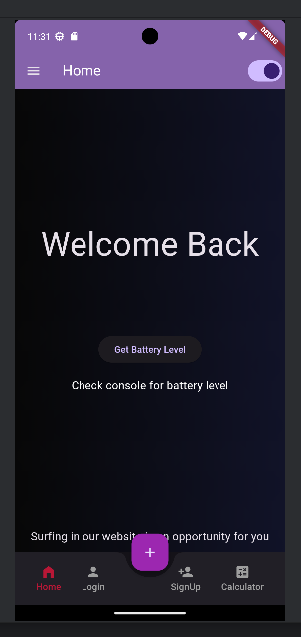 11:31
DEBUG
Home
Welcome Back
Get Battery Level
Check console for battery level
Surfing in our website opportunity for you
Home Login SignUp Calculator